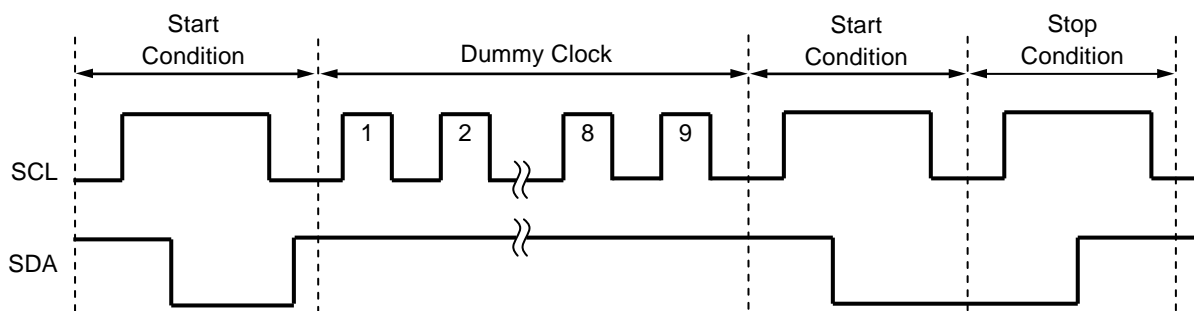 Start
Condition
Dummy Clock
Start
Condition
Stop
Condition
SCL
1
2
8
9
SDA